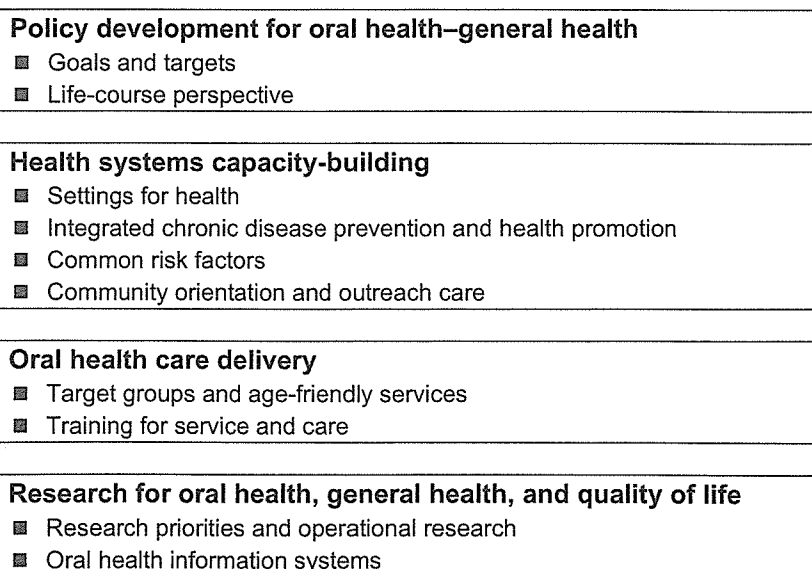 Policy development for oral health–general health
■ Goals and targets
■ Life-course perspective
Health systems capacity-building
■ Settings for health
■ Integrated chronic disease prevention and health promotion
■ Common risk factors
■ Community orientation and outreach care
Oral health care delivery
■ Target groups and age-friendly services
■ Training for service and care
Research for oral health, general health, and quality of life
■ Research priorities and operational research
■ Oral health information systems